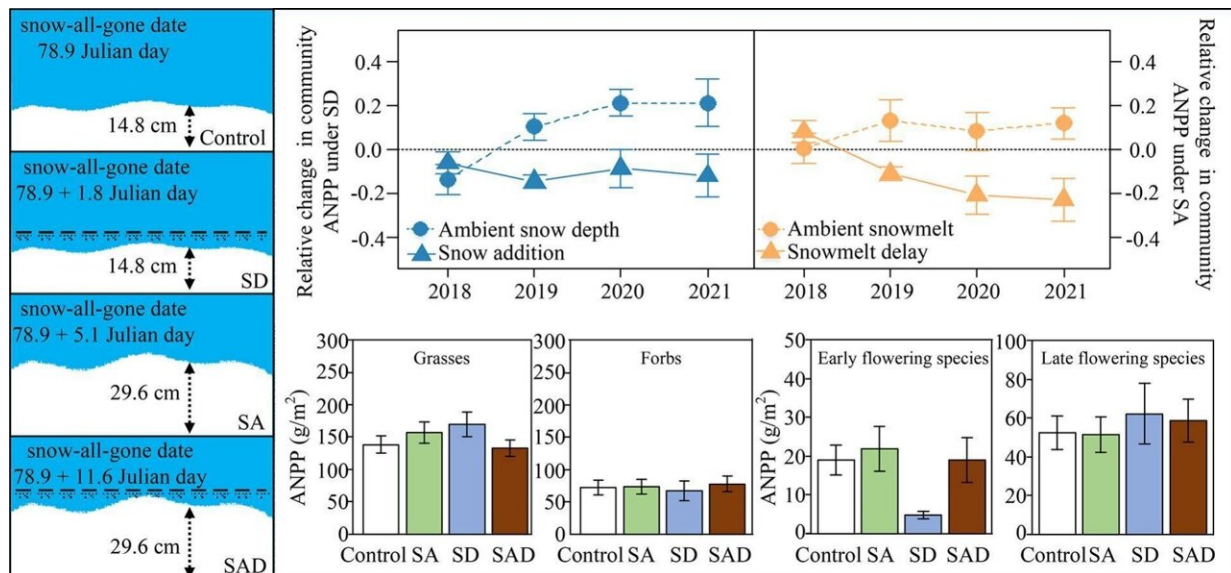 snow-all-gone date
78.9 Julian day
14.8 cm
Control
snow-all-gone date
78.9 + 1.8 Julian day
14.8 cm
SD
snow-all-gone date
78.9 + 5.1 Julian day
29.6 cm
SA
snow-all-gone date
78.9 + 11.6 Julian day
29.6 cm
SAD
Relative change in community
ANPP under SD
0.4
0.2
0.0
-0.2
-0.4
Ambient snow depth
Snow addition
2018 2019 2020 2021
Ambient snowmelt
Snowmelt delay
2018 2019 2020 2021
0.4
0.2
0.0
-0.2
-0.4
Relative change in community
ANPP under SA
ANPP (g/m²)
300
250
200
150
100
50
0
Grasses
Control SA SD SAD
300
250
200
150
100
50
0
Forbs
Control SA SD SAD
ANPP (g/m²)
50
40
30
20
10
0
Early flowering species
Control SA SD SAD
100
80
60
40
20
0
Late flowering species
Control SA SD SAD